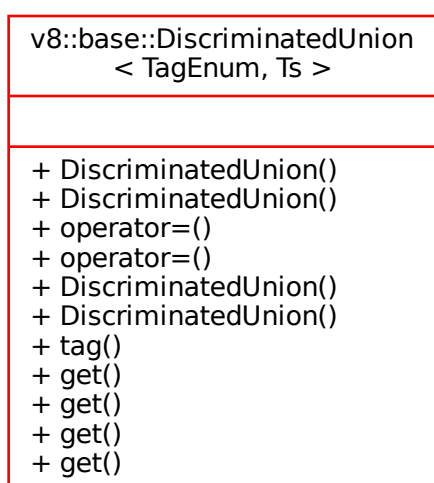 v8::base::DiscriminatedUnion
< TagEnum, Ts >
+ DiscriminatedUnion()
+ DiscriminatedUnion()
+ operator=()
+ operator=()
+ DiscriminatedUnion()
+ DiscriminatedUnion()
+ tag()
+ get()
+ get()
+ get()
+ get()